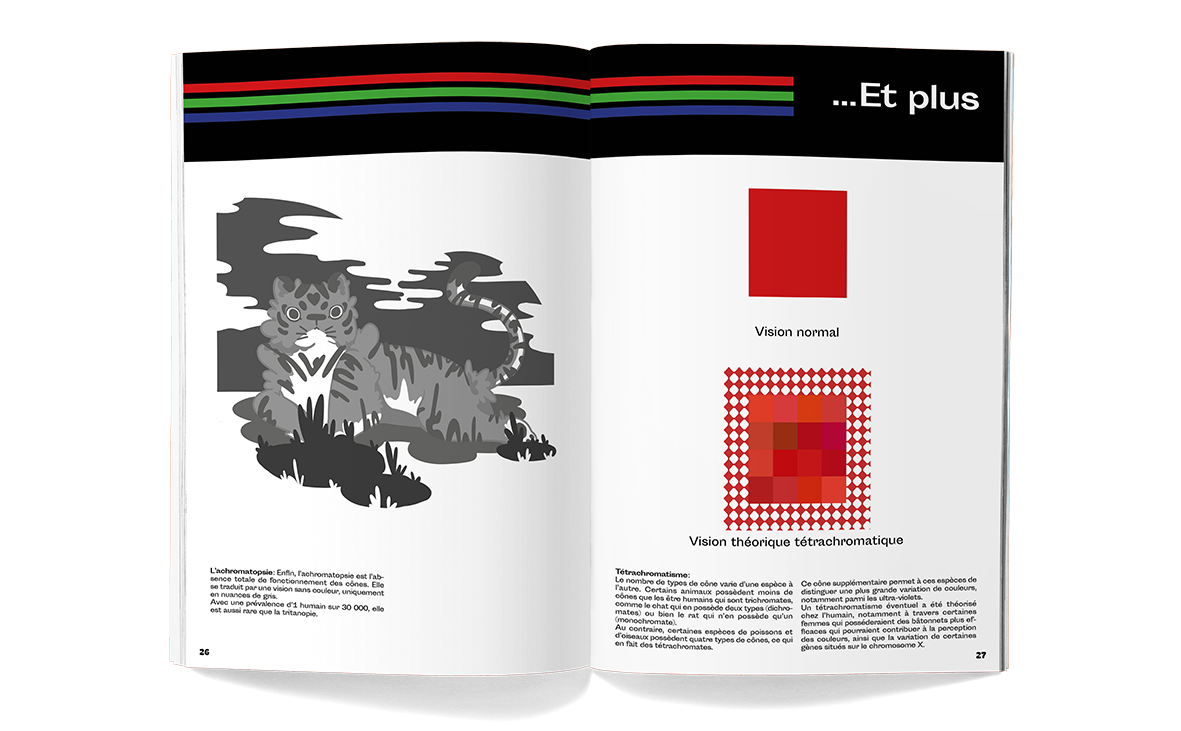 ...Et plus
Vision normal
Vision théorique tétrachromatique
L'achromatopsie: Enfin, l'achromatopsie est l'ab-
sence totale de fonctionnement des cônes. Elle
se traduit par une vision sans couleur, uniquement
en nuances de gris.
Avec une prévalence d'1 humain sur 30 000, elle
est aussi rare que la tritanopie.
26
Tétrachromatisme:
Le nombre de types de cône varie d'une espèce à
l'autre. Certains animaux possèdent moins de
cônes que les être humains qui sont trichromates,
comme le chat qui en possède deux types (dichro-
mates) ou bien le rat qui n'en possède qu'un
(monochromate).
Au contraire, certaines espèces de poissons et
d'oiseaux possèdent quatre types de cônes, ce qui
en fait des tétrachromates.
Ce cône supplémentaire permet à ces espèces de
distinguer une plus grande variation de couleurs,
notamment parmi les ultra-violets.
Un tétrachromatisme éventuel a été théorisé
chez l'humain, notamment à travers certaines
femmes qui posséderaient des bâtonnets plus ef-
ficaces qui pourraient contribuer à la perception
des couleurs, ainsi que la variation de certaines
gènes situés sur le chromosome X.
27